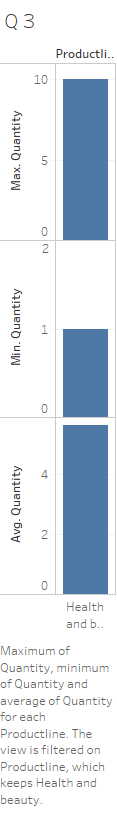 Q 3
Productli..
10
Max. Quantity
5
0
2
Min. Quantity
1
0
Avg. Quantity
4
2
0
Health
and b..
Maximum of
Quantity, minimum
of Quantity and
average of Quantity
for each
Productline. The
view is filtered on
Productline, which
keeps Health and
beauty.